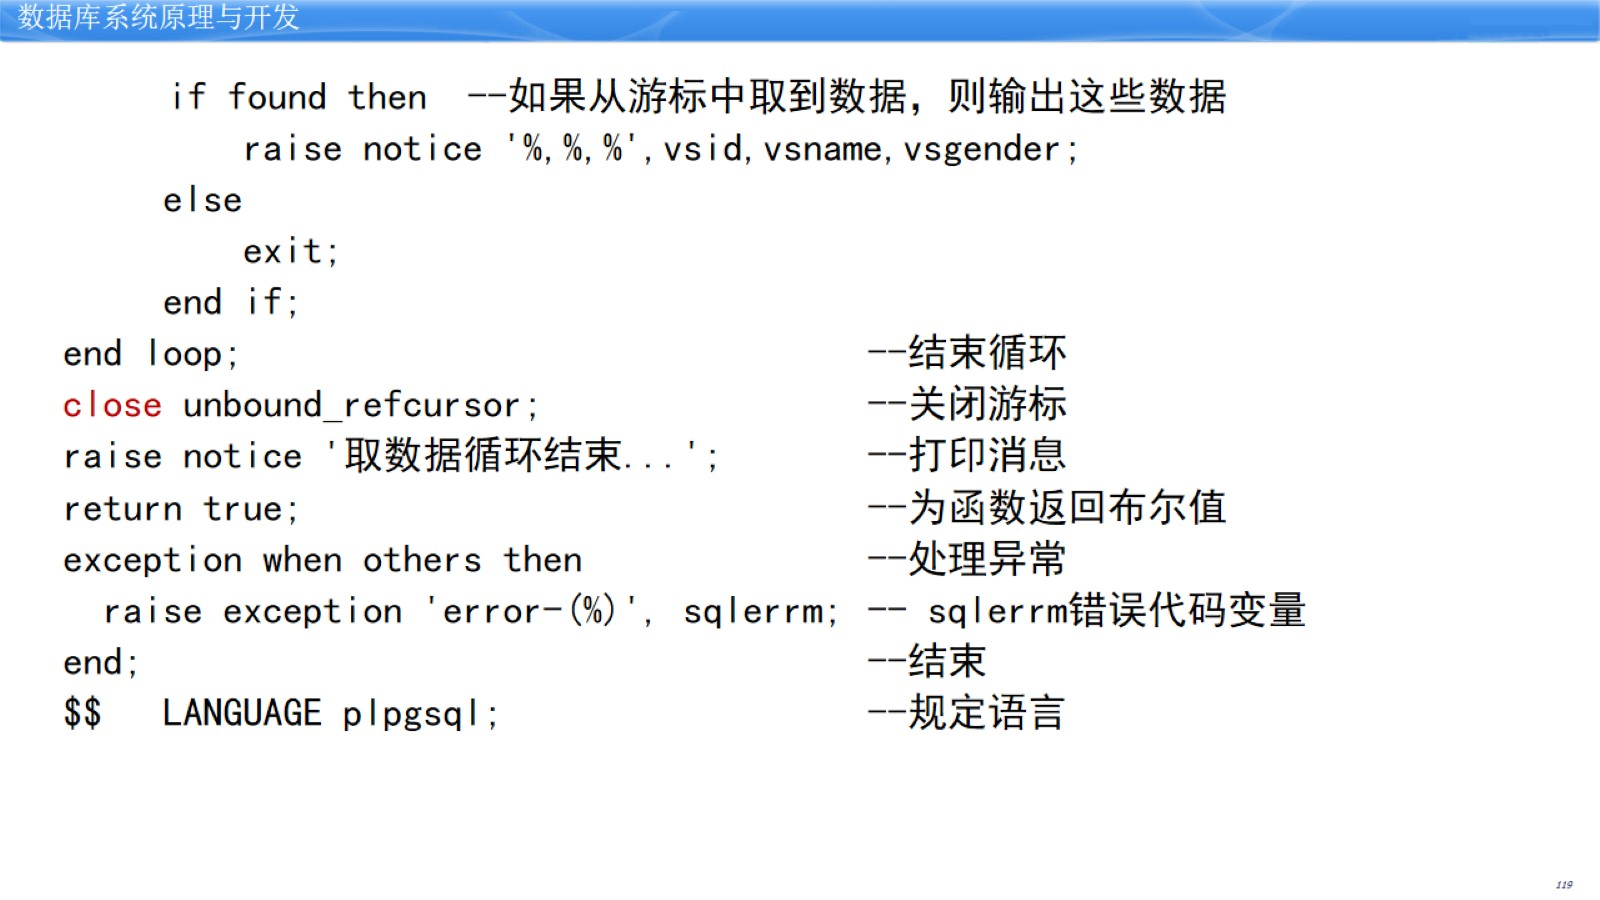 数据库系统原理与开发
if found then --如果从游标中取到数据，则输出这些数据
raise notice '%,%,%',vsid,vsname,vsgender;
else
exit;
end if;
end loop; --结束循环
close unbound_refcursor; --关闭游标
raise notice '取数据循环结束...'; --打印消息
return true; --为函数返回布尔值
exception when others then --处理异常
raise exception 'error-(%)', sqlerrm; -- sqlerrm错误代码变量
end; --结束
$$ LANGUAGE plpgsql; --规定语言
119